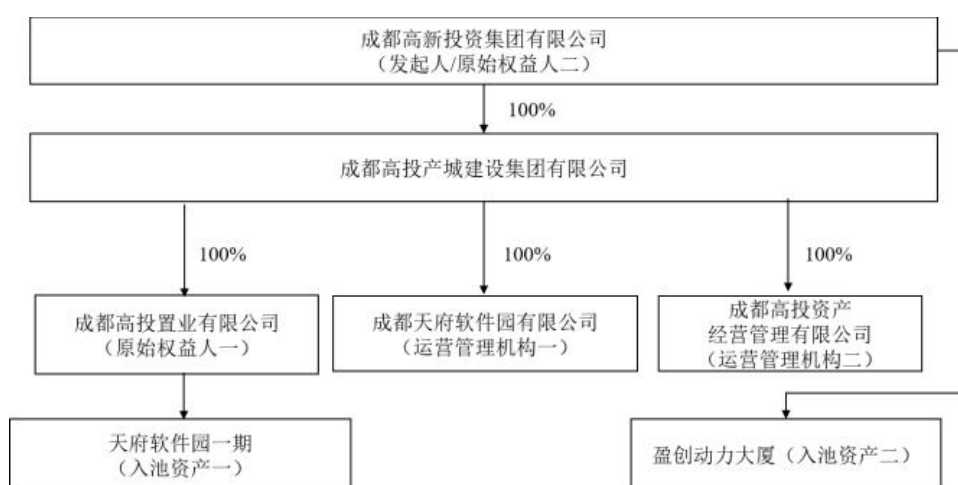 成都高新投资集团有限公司
（发起人/原始权益人二）
100%
成都高投产城建设集团有限公司
100%
100%
100%
成都高投置业有限公司
（原始权益人一）
成都天府软件园有限公司
（运营管理机构一）
成都高投资产
经营管理有限公司
（运营管理机构二）
天府软件园一期
（入池资产一）
盈创动力大厦（入池资产二）